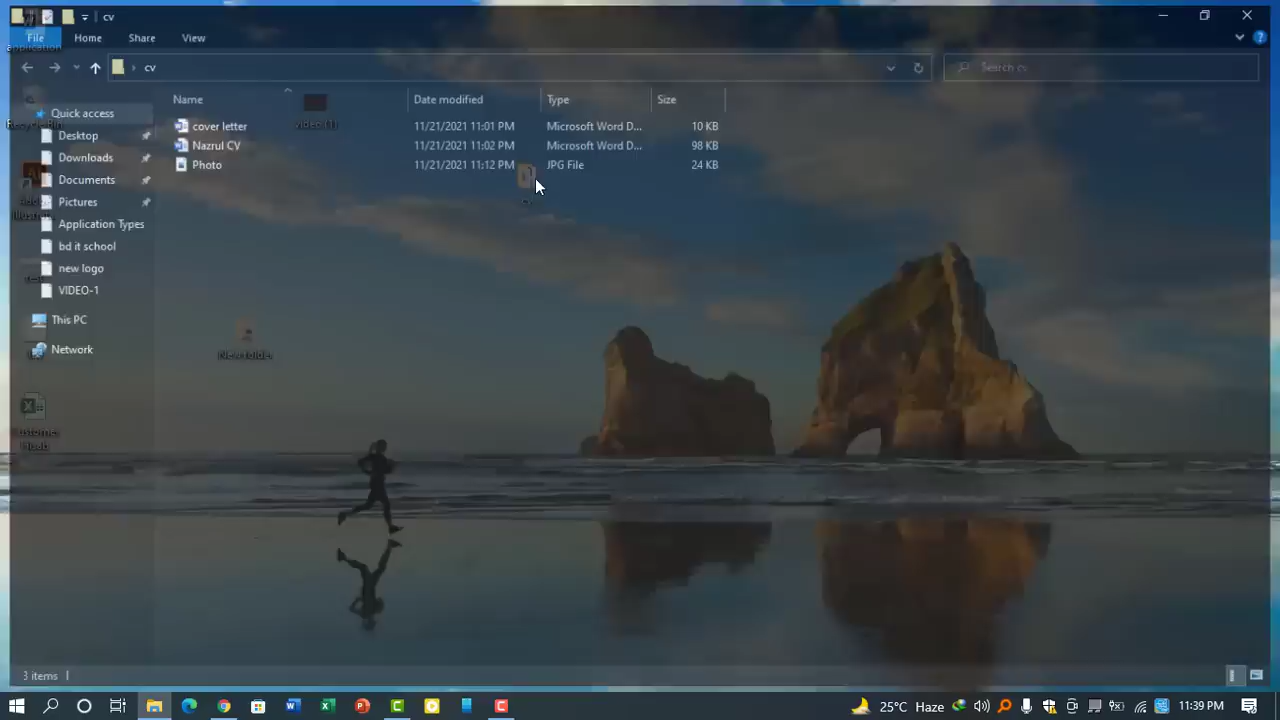 cv
File Home Share View
cv
Search cv
Name Date modified Type Size
cover letter 11/21/2021 11:01 PM Microsoft Word D... 10 KB
Nazrul CV 11/21/2021 11:02 PM Microsoft Word D... 98 KB
Photo 11/21/2021 11:12 PM JPG File 24 KB
Quick access
Desktop
Downloads
Documents
Pictures
Application Types
bd it school
new logo
VIDEO-1
This PC
Network
application
video (1)
cv
New folder
Customer
3 items
25°C Haze
11:39 PM